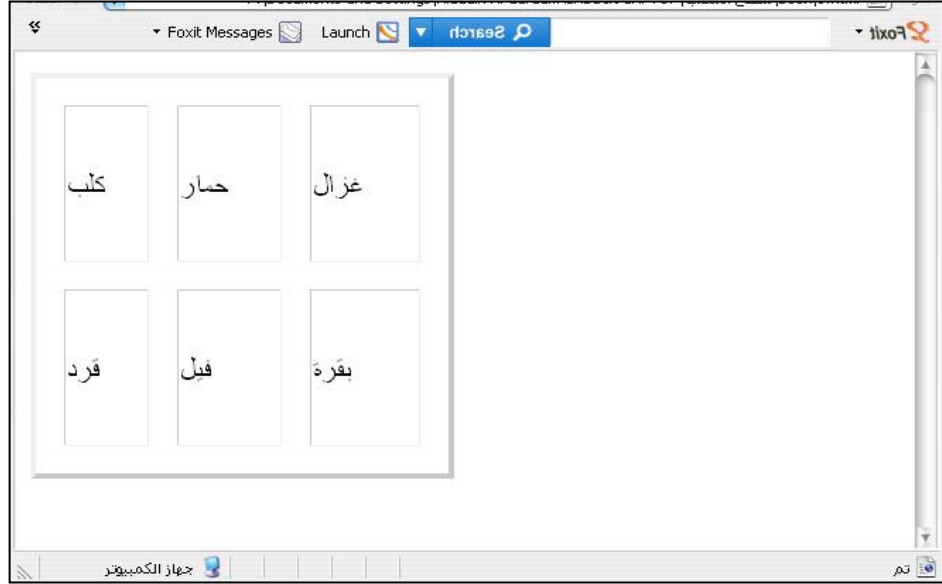 Foxit Search Launch Foxit Messages
كلب حمار غزال
قرد فيل بقرة
تم جهاز الكمبيوتر